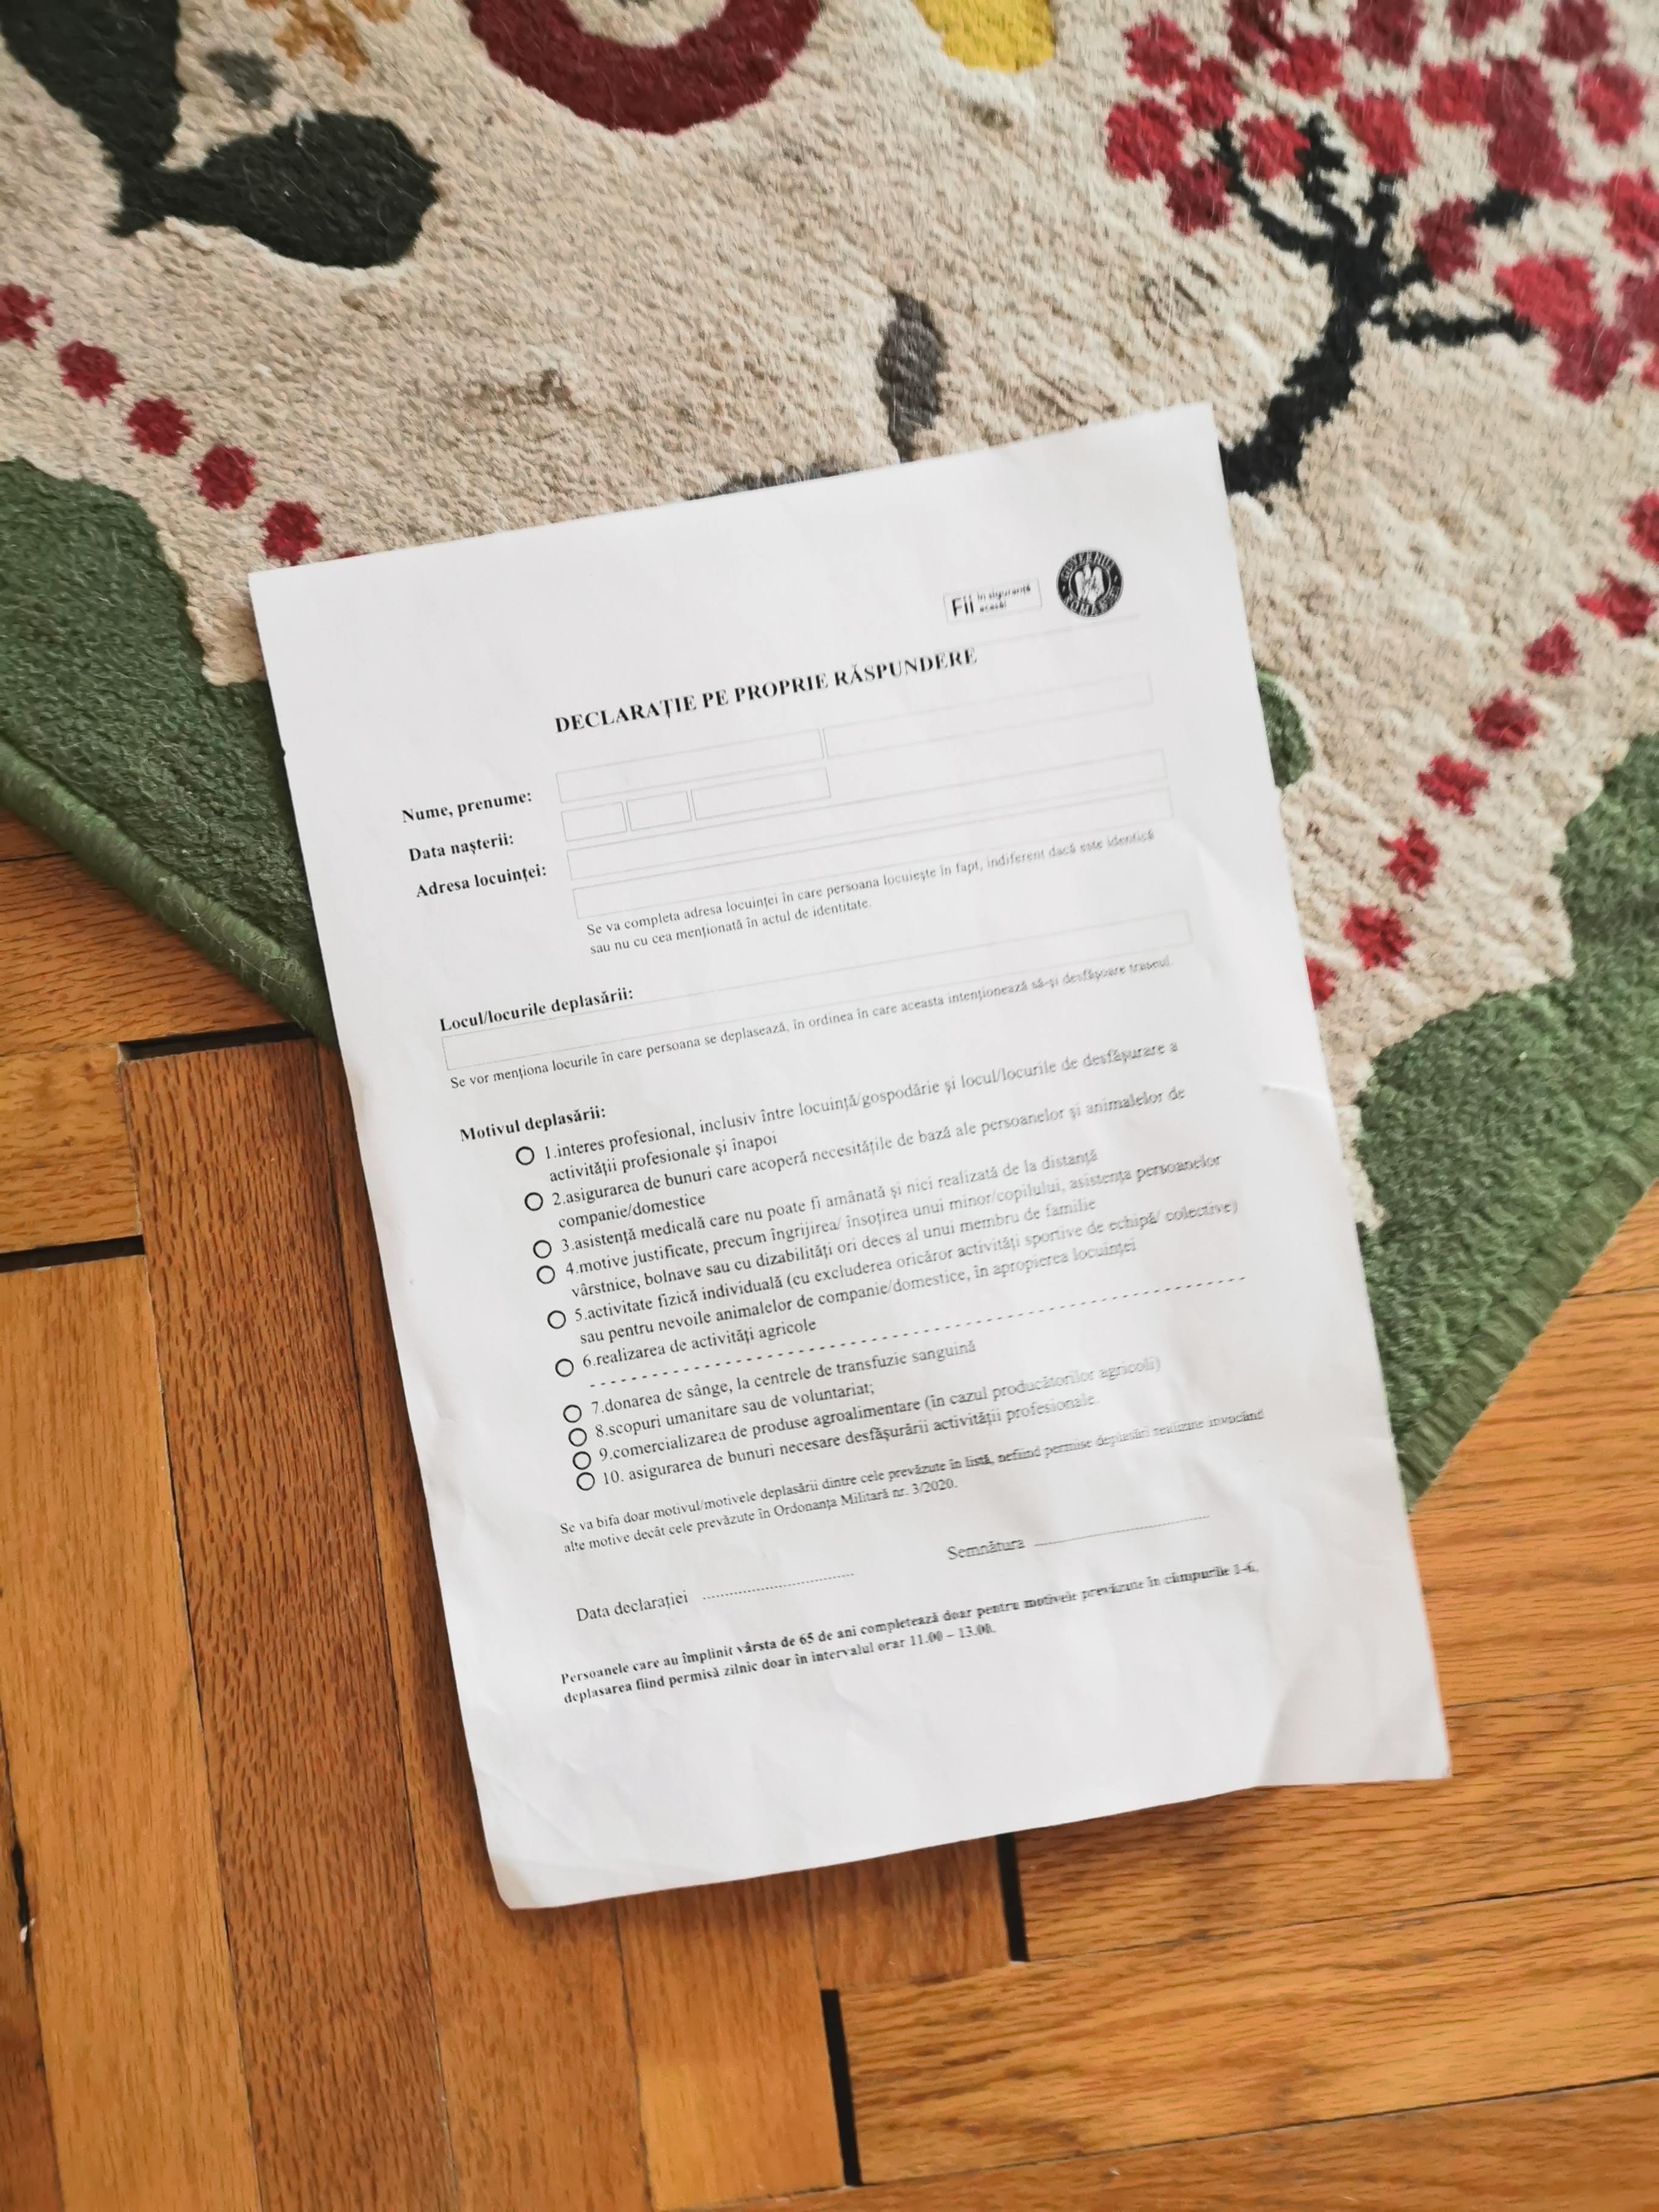 Fii în siguranță
acasă!
GUVERNUL ROMÂNIEI
DECLARAȚIE PE PROPRIE RĂSPUNDERE
Nume, prenume:
Data nașterii:
Adresa locuinței:
Se va completa adresa locuinței în care persoana locuiește în fapt, indiferent dacă este identică
sau nu cu cea menționată în actul de identitate.
Locul/locurile deplasării:
Se vor menționa locurile în care persoana se deplasează, în ordinea în care aceasta intenționează să-și desfășoare traseul.
Motivul deplasării:
1.interes profesional, inclusiv între locuință/gospodărie și locul/locurile de desfășurare a
activității profesionale și înapoi
2.asigurarea de bunuri care acoperă necesitățile de bază ale persoanelor și animalelor de
companie/domestice
3.asistență medicală care nu poate fi amânată și nici realizată de la distanță
4.motive justificate, precum îngrijirea/ însoțirea unui minor/copilului, asistența persoanelor
vârstnice, bolnave sau cu dizabilități ori deces al unui membru de familie
5.activitate fizică individuală (cu excluderea oricăror activități sportive de echipă/ colective)
sau pentru nevoile animalelor de companie/domestice, în apropierea locuinței
6.realizarea de activități agricole
7.donarea de sânge, la centrele de transfuzie sanguină
8.scopuri umanitare sau de voluntariat;
9.comercializarea de produse agroalimentare (în cazul producătorilor agricoli)
10. asigurarea de bunuri necesare desfășurării activității profesionale.
Se va bifa doar motivul/motivele deplasării dintre cele prevăzute în listă, nefiind permise deplasări realizate invocând
alte motive decât cele prevăzute în Ordonanța Militară nr. 3/2020.
Data declarației ........................ Semnătura ........................
Persoanele care au împlinit vârsta de 65 de ani completează doar pentru motivele prevăzute în câmpurile 1-6,
deplasarea fiind permisă zilnic doar în intervalul orar 11.00 – 13.00.